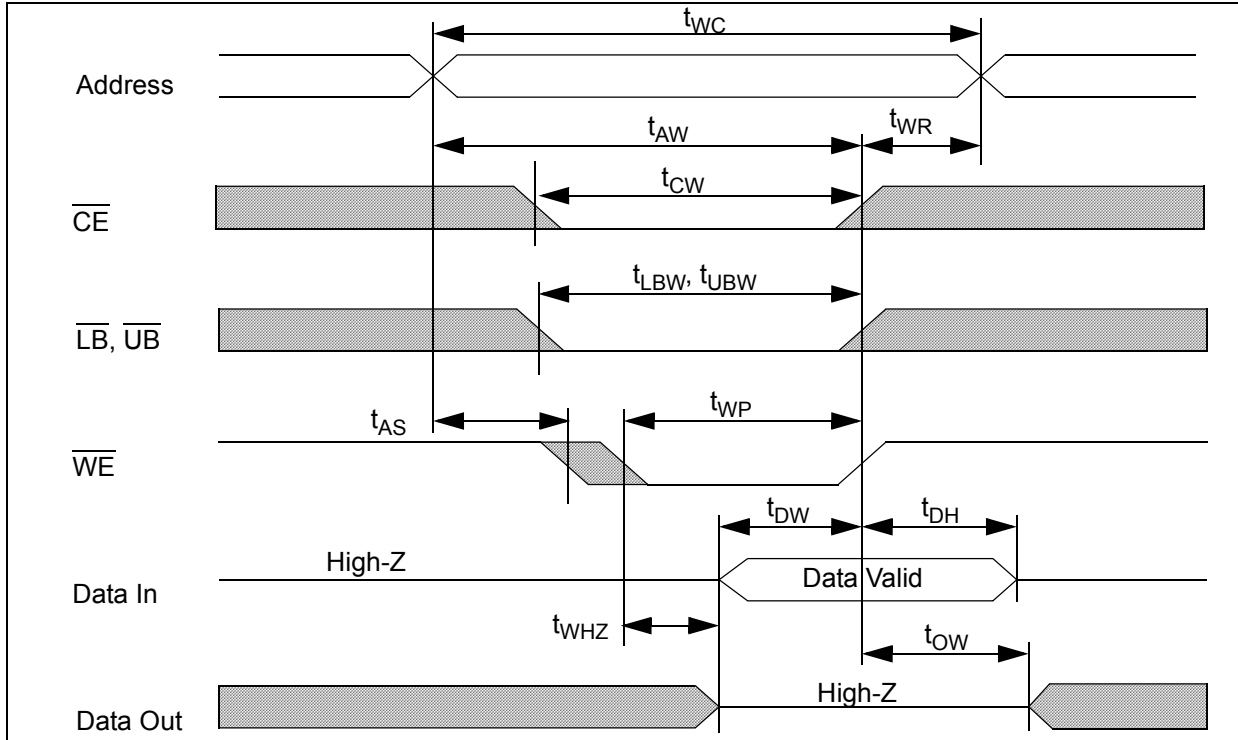 tWC
Address
tAW
tWR
CE
tCW
LB, UB
tLBW, tUBW
WE
tAS
tWP
tDW
tDH
Data In
High-Z
Data Valid
tWHZ
tOW
Data Out
High-Z